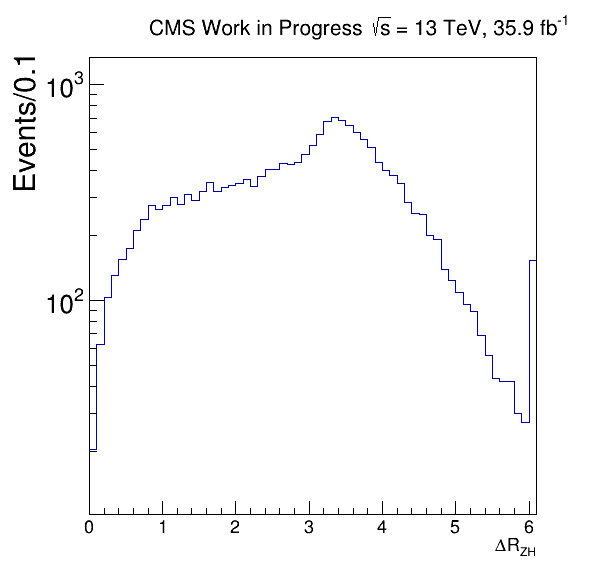 CMS Work in Progress √s = 13 TeV, 35.9 fb⁻¹
Events/0.1
10³
10²
0 1 2 3 4 5 6
ΔR_ZH